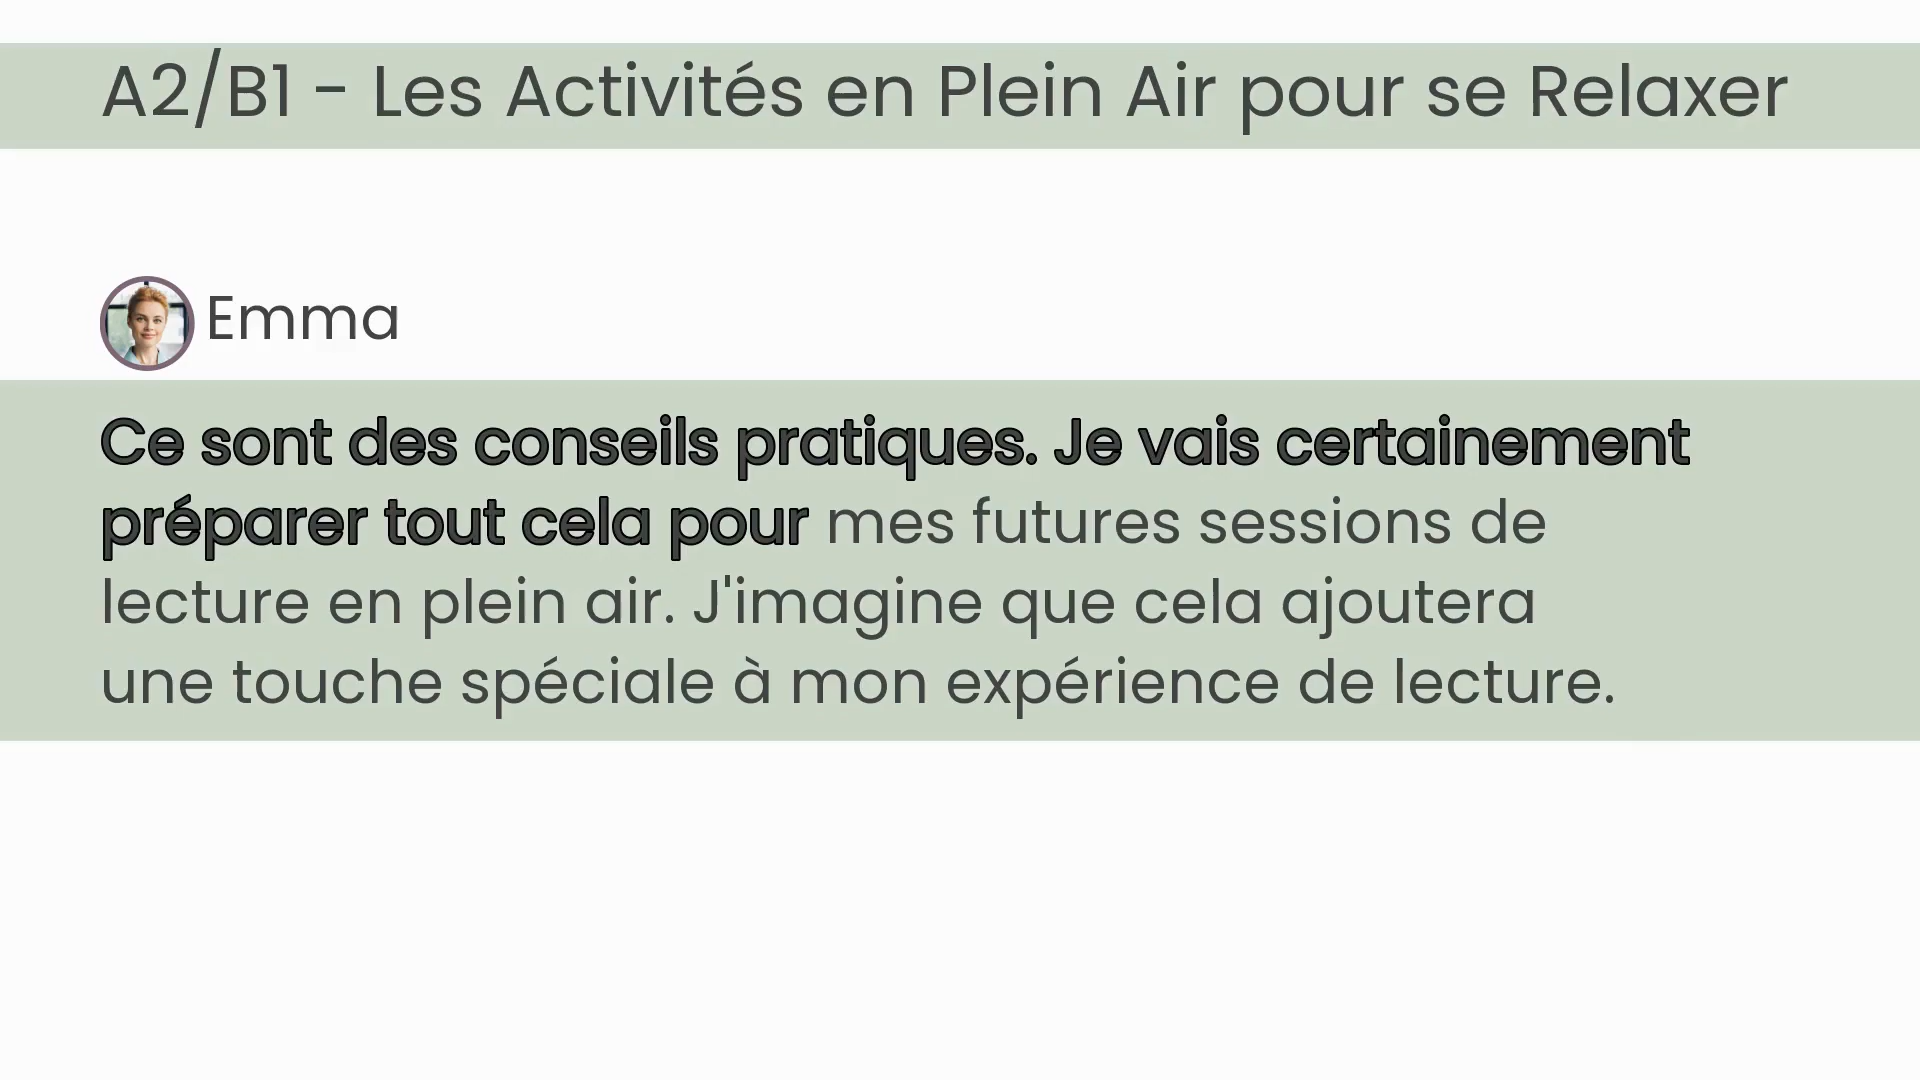 A2/B1 - Les Activités en Plein Air pour se Relaxer
Emma
Ce sont des conseils pratiques. Je vais certainement
préparer tout cela pour mes futures sessions de
lecture en plein air. J'imagine que cela ajoutera
une touche spéciale à mon expérience de lecture.